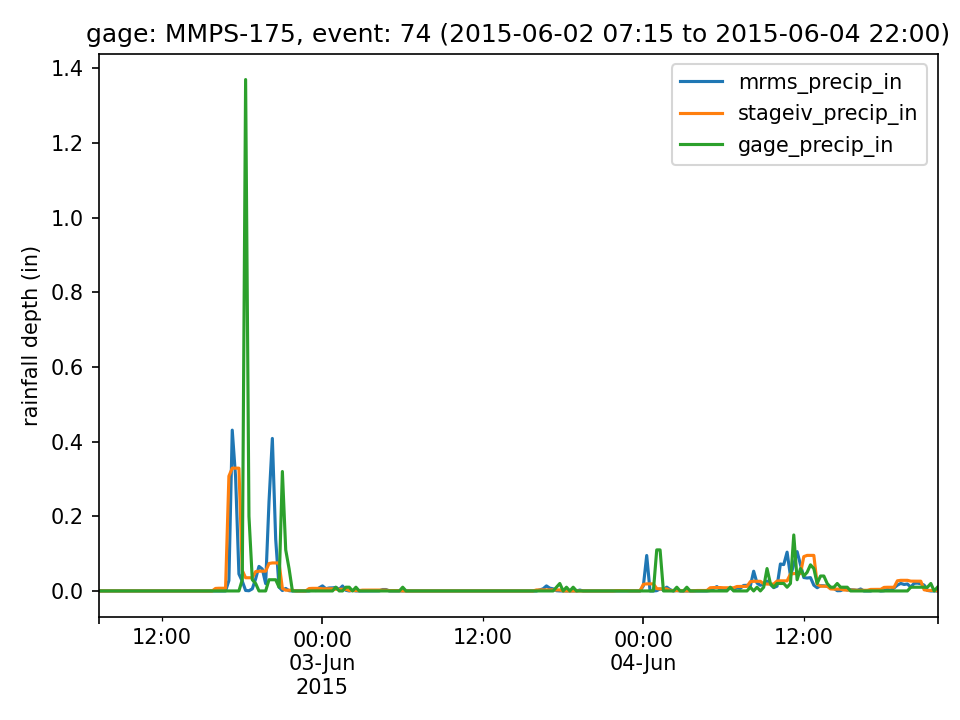 gage: MMPS-175, event: 74 (2015-06-02 07:15 to 2015-06-04 22:00)
mrms_precip_in
stageiv_precip_in
gage_precip_in
rainfall depth (in)
1.4
1.2
1.0
0.8
0.6
0.4
0.2
0.0
12:00
00:00
03-Jun
2015
12:00
00:00
04-Jun
12:00